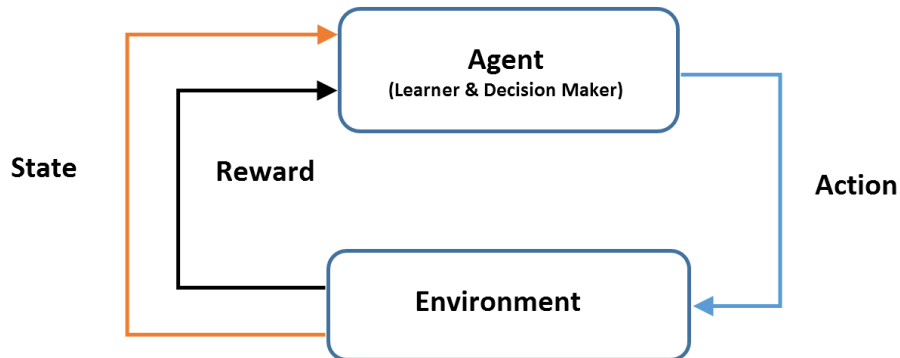 Agent
(Learner & Decision Maker)
State
Reward
Action
Environment